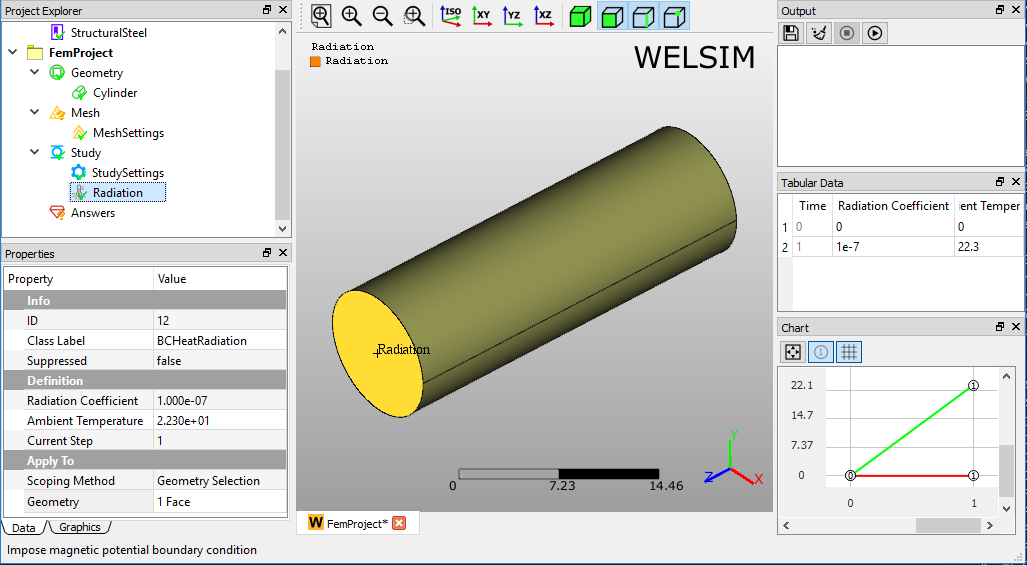 Project Explorer
StructuralSteel
FemProject
Geometry
Cylinder
Mesh
MeshSettings
Study
StudySettings
Radiation
Answers
Properties
Property Value
Info
ID 12
Class Label BCHeatRadiation
Suppressed false
Definition
Radiation Coefficient 1.000e-07
Ambient Temperature 2.230e+01
Current Step 1
Apply To
Scoping Method Geometry Selection
Geometry 1 Face
Data Graphics
Impose magnetic potential boundary condition
ISO XY YZ XZ
Radiation
Radiation
WELSIM
Radiation
0 7.23 14.46
Y
Z X
W FemProject*
Output
Tabular Data
Time Radiation Coefficient ent Temper
1 0 0 0
2 1 1e-7 22.3
Chart
1
22.1 1
14.7
7.37
0 0 1
0 1